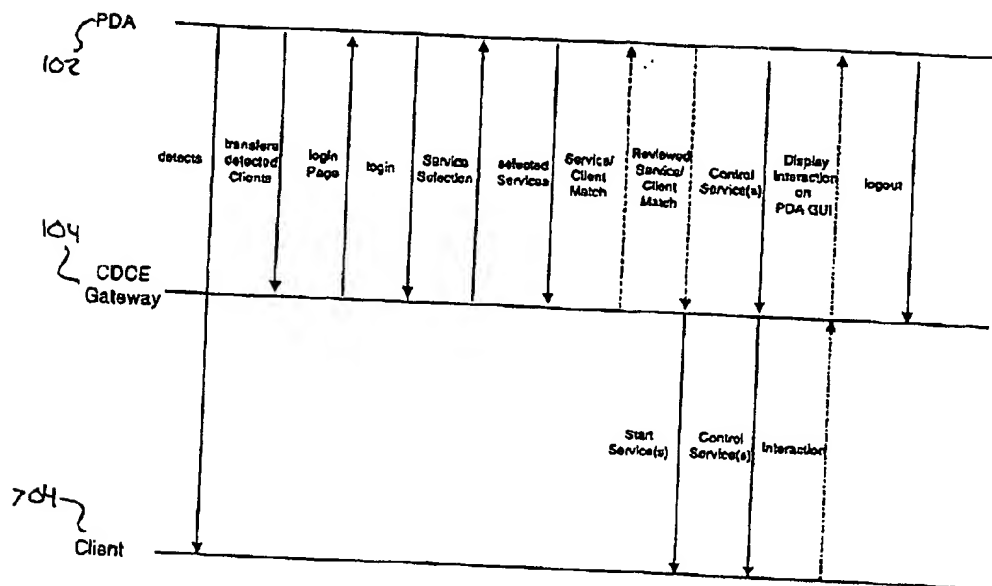 PDA
102
detects
transfers
detected
Clients
login
Page
login
Service
Selection
selected
Services
Service/
Client
Match
Reviewed
Service/
Client
Match
Control
Service(s)
Display
Interaction
on
PDA GUI
logout
104
CDCE
Gateway
Start
Service(s)
Control
Service(s)
Interaction
704
Client